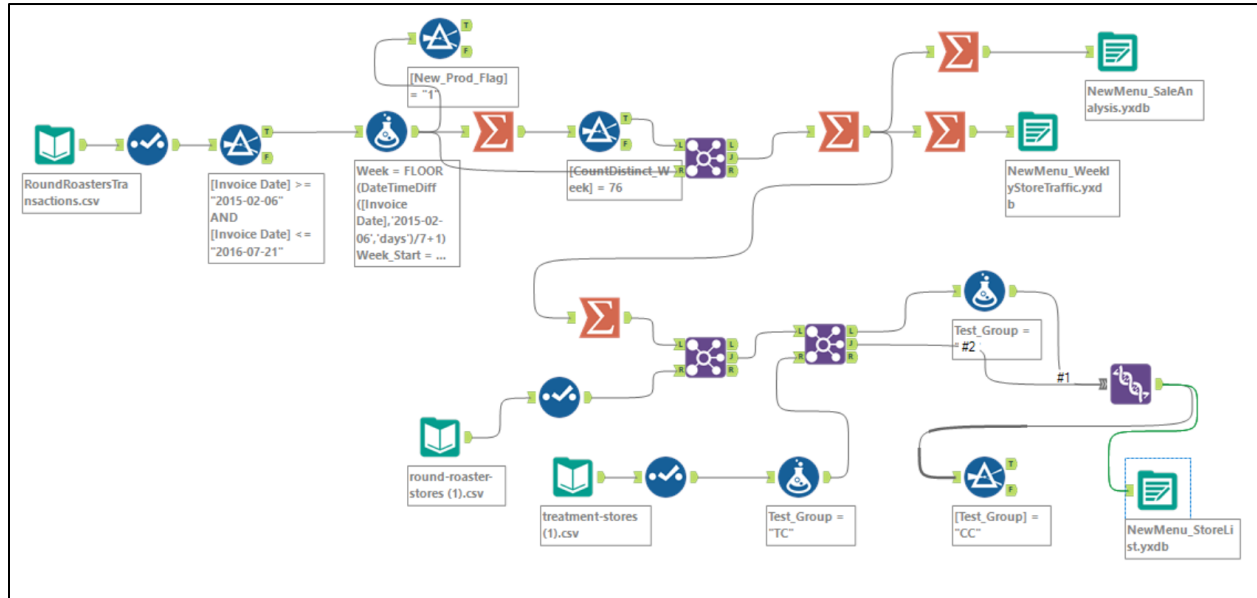 T
F
[New_Prod_Flag]
= "1"
NewMenu_SaleAn
alysis.yxdb
RoundRoastersTra
nsactions.csv
T
F
[Invoice Date] >=
"2015-02-06"
AND
[Invoice Date] <=
"2016-07-21"
Week = FLOOR
(DateTimeDiff
([Invoice
Date],'2015-02-
06','days')/7+1)
Week_Start = ...
T
F
[CountDistinct_W
eek] = 76
L
R
L
J
R
NewMenu_Weekl
yStoreTraffic.yxd
b
L
R
L
J
R
L
R
L
J
R
Test_Group =
#2
#1
round-roaster-
stores (1).csv
treatment-stores
(1).csv
Test_Group =
"TC"
T
F
[Test_Group] =
"CC"
NewMenu_StoreLi
st.yxdb